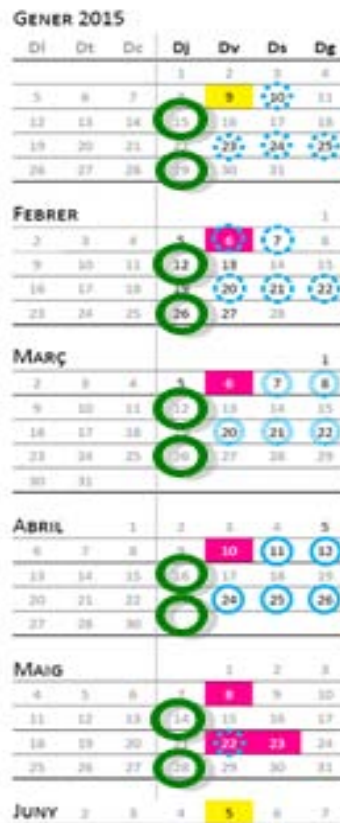 GENER 2015
Dl Dt Dc Dj Dv Ds Dg
1 2 3 4
5 6 7 8 9 10 11
12 13 14 15 16 17 18
19 20 21 22 23 24 25
26 27 28 29 30 31
FEBRER 1
2 3 4 5 6 7 8
9 10 11 12 13 14 15
16 17 18 19 20 21 22
23 24 25 26 27 28
MARÇ 1
2 3 4 5 6 7 8
9 10 11 12 13 14 15
16 17 18 19 20 21 22
23 24 25 26 27 28 29
30 31
ABRIL 1 2 3 4 5
6 7 8 9 10 11 12
13 14 15 16 17 18 19
20 21 22 24 25 26
27 28 30
MAIG 1 2 3
4 5 6 7 8 9 10
11 12 13 14 15 16 17
18 19 20 21 22 23 24
25 26 27 28 29 30 31
JUNY 2 3 4 5 6 7